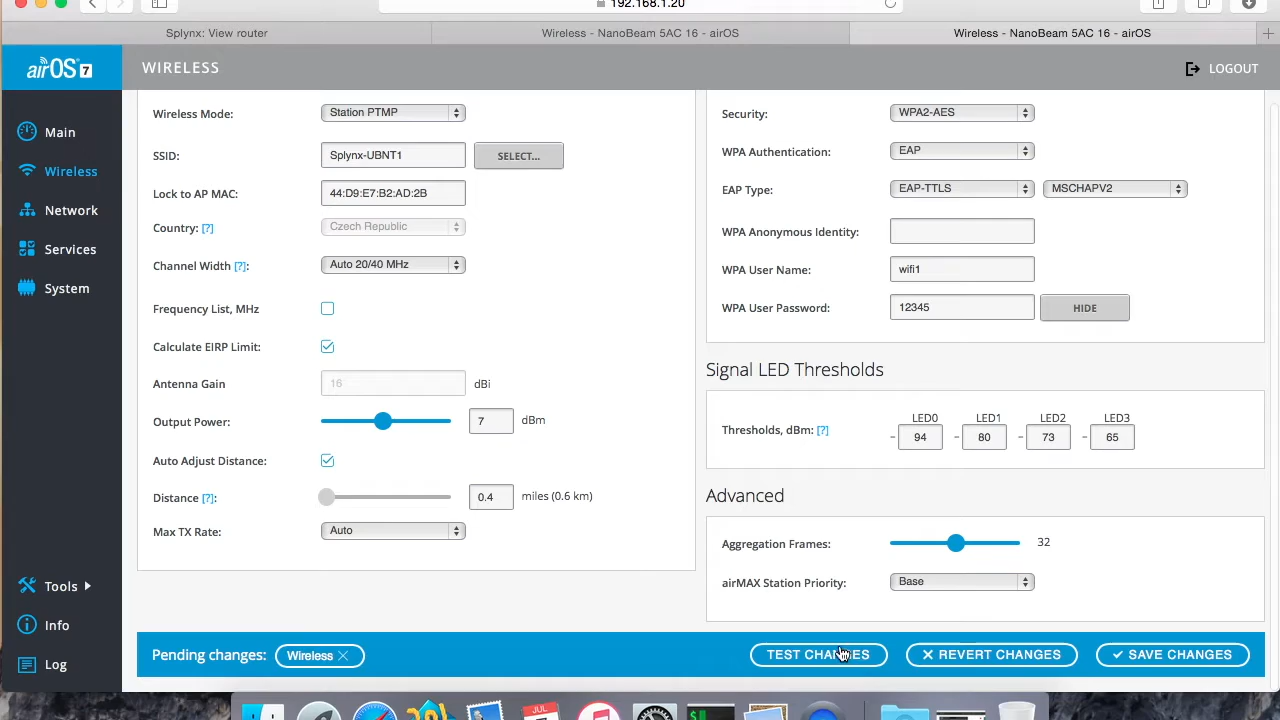 192.168.1.20
Splynx: View router
Wireless - NanoBeam 5AC 16 - airOS
Wireless - NanoBeam 5AC 16 - airOS
airOS 7
WIRELESS
LOGOUT
Main
Wireless
Network
Services
System
Tools
Info
Log
Wireless Mode: Station PTMP
SSID: Splynx-UBNT1 SELECT...
Lock to AP MAC: 44:D9:E7:B2:AD:2B
Country: [?] Czech Republic
Channel Width [?]: Auto 20/40 MHz
Frequency List, MHz
Calculate EIRP Limit:
Antenna Gain 16 dBi
Output Power: 7 dBm
Auto Adjust Distance:
Distance [?]: 0.4 miles (0.6 km)
Max TX Rate: Auto
Security: WPA2-AES
WPA Authentication: EAP
EAP Type: EAP-TTLS MSCHAPV2
WPA Anonymous Identity:
WPA User Name: wifi1
WPA User Password: 12345 HIDE
Signal LED Thresholds
LED0 LED1 LED2 LED3
Thresholds, dBm: [?] - 94 - 80 - 73 - 65
Advanced
Aggregation Frames: 32
airMAX Station Priority: Base
Pending changes: Wireless TEST CHANGES REVERT CHANGES SAVE CHANGES
JUL